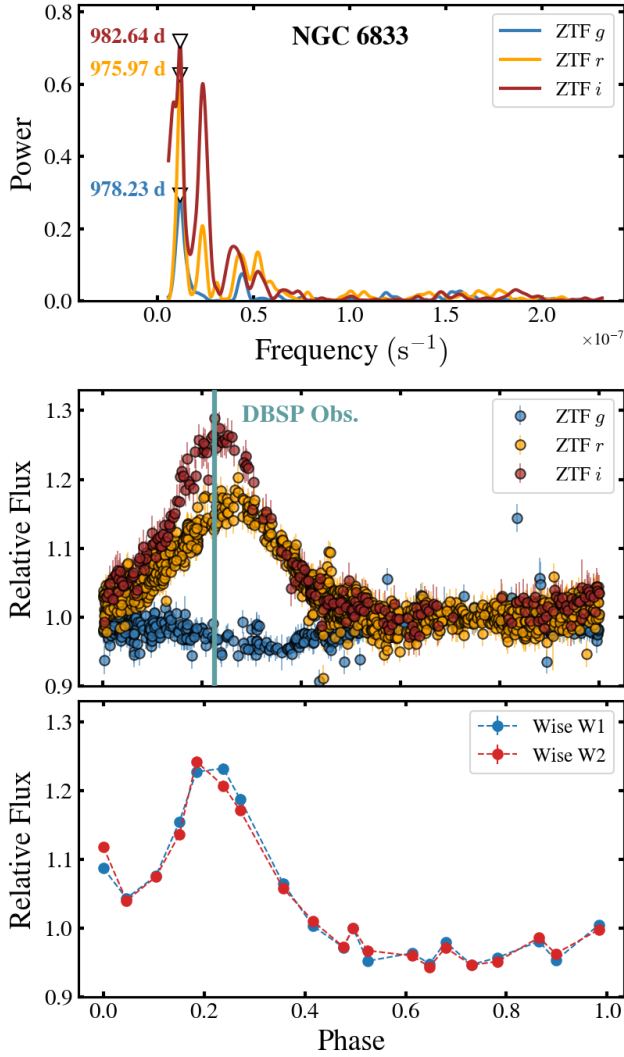 NGC 6833
982.64 d
975.97 d
978.23 d
ZTF g
ZTF r
ZTF i
Power
0.8
0.6
0.4
0.2
0.0
0.0 0.5 1.0 1.5 2.0
×10⁻⁷
Frequency (s⁻¹)
DBSP Obs.
ZTF g
ZTF r
ZTF i
Relative Flux
1.3
1.2
1.1
1.0
0.9
Wise W1
Wise W2
Relative Flux
1.3
1.2
1.1
1.0
0.9
0.0 0.2 0.4 0.6 0.8 1.0
Phase